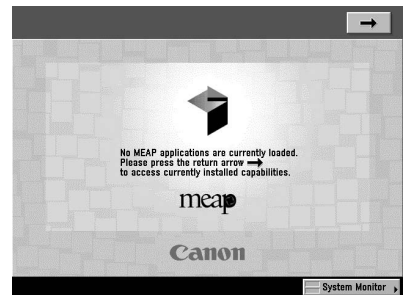 No MEAP applications are currently loaded.
Please press the return arrow →
to access currently installed capabilities.
meap
Canon
System Monitor